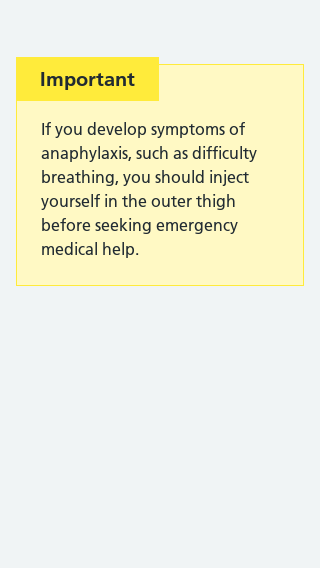 Important
If you develop symptoms of
anaphylaxis, such as difficulty
breathing, you should inject
yourself in the outer thigh
before seeking emergency
medical help.